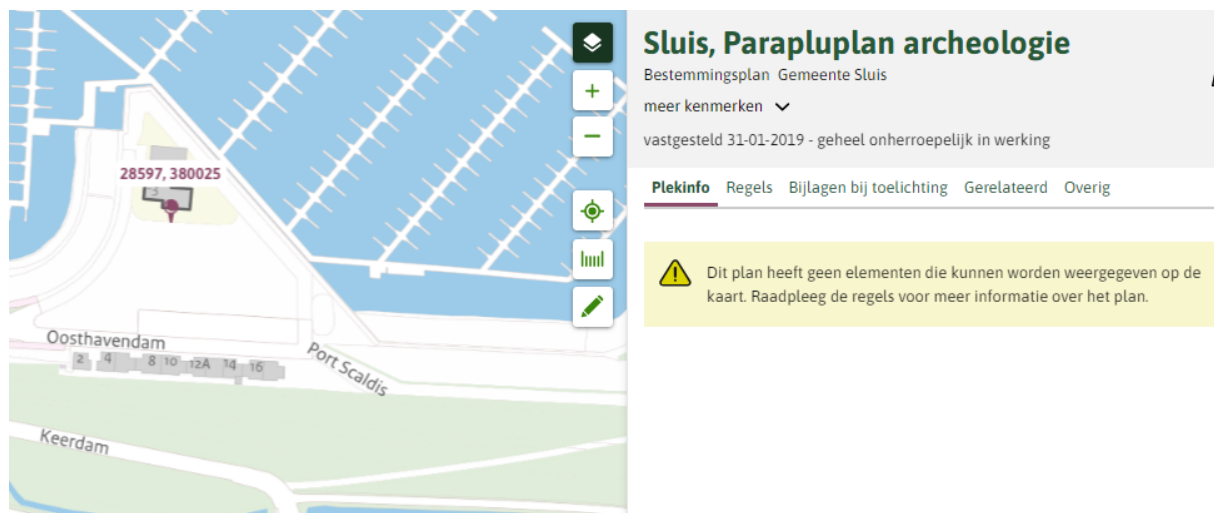 28597, 380025
3
Oosthavendam
2 4 8 10 12A 14 16
Port Scaldis
Keerdam
Sluis, Parapluplan archeologie
Bestemmingsplan Gemeente Sluis
meer kenmerken
vastgesteld 31-01-2019 - geheel onherroepelijk in werking
Plekinfo Regels Bijlagen bij toelichting Gerelateerd Overig
Dit plan heeft geen elementen die kunnen worden weergegeven op de
kaart. Raadpleeg de regels voor meer informatie over het plan.